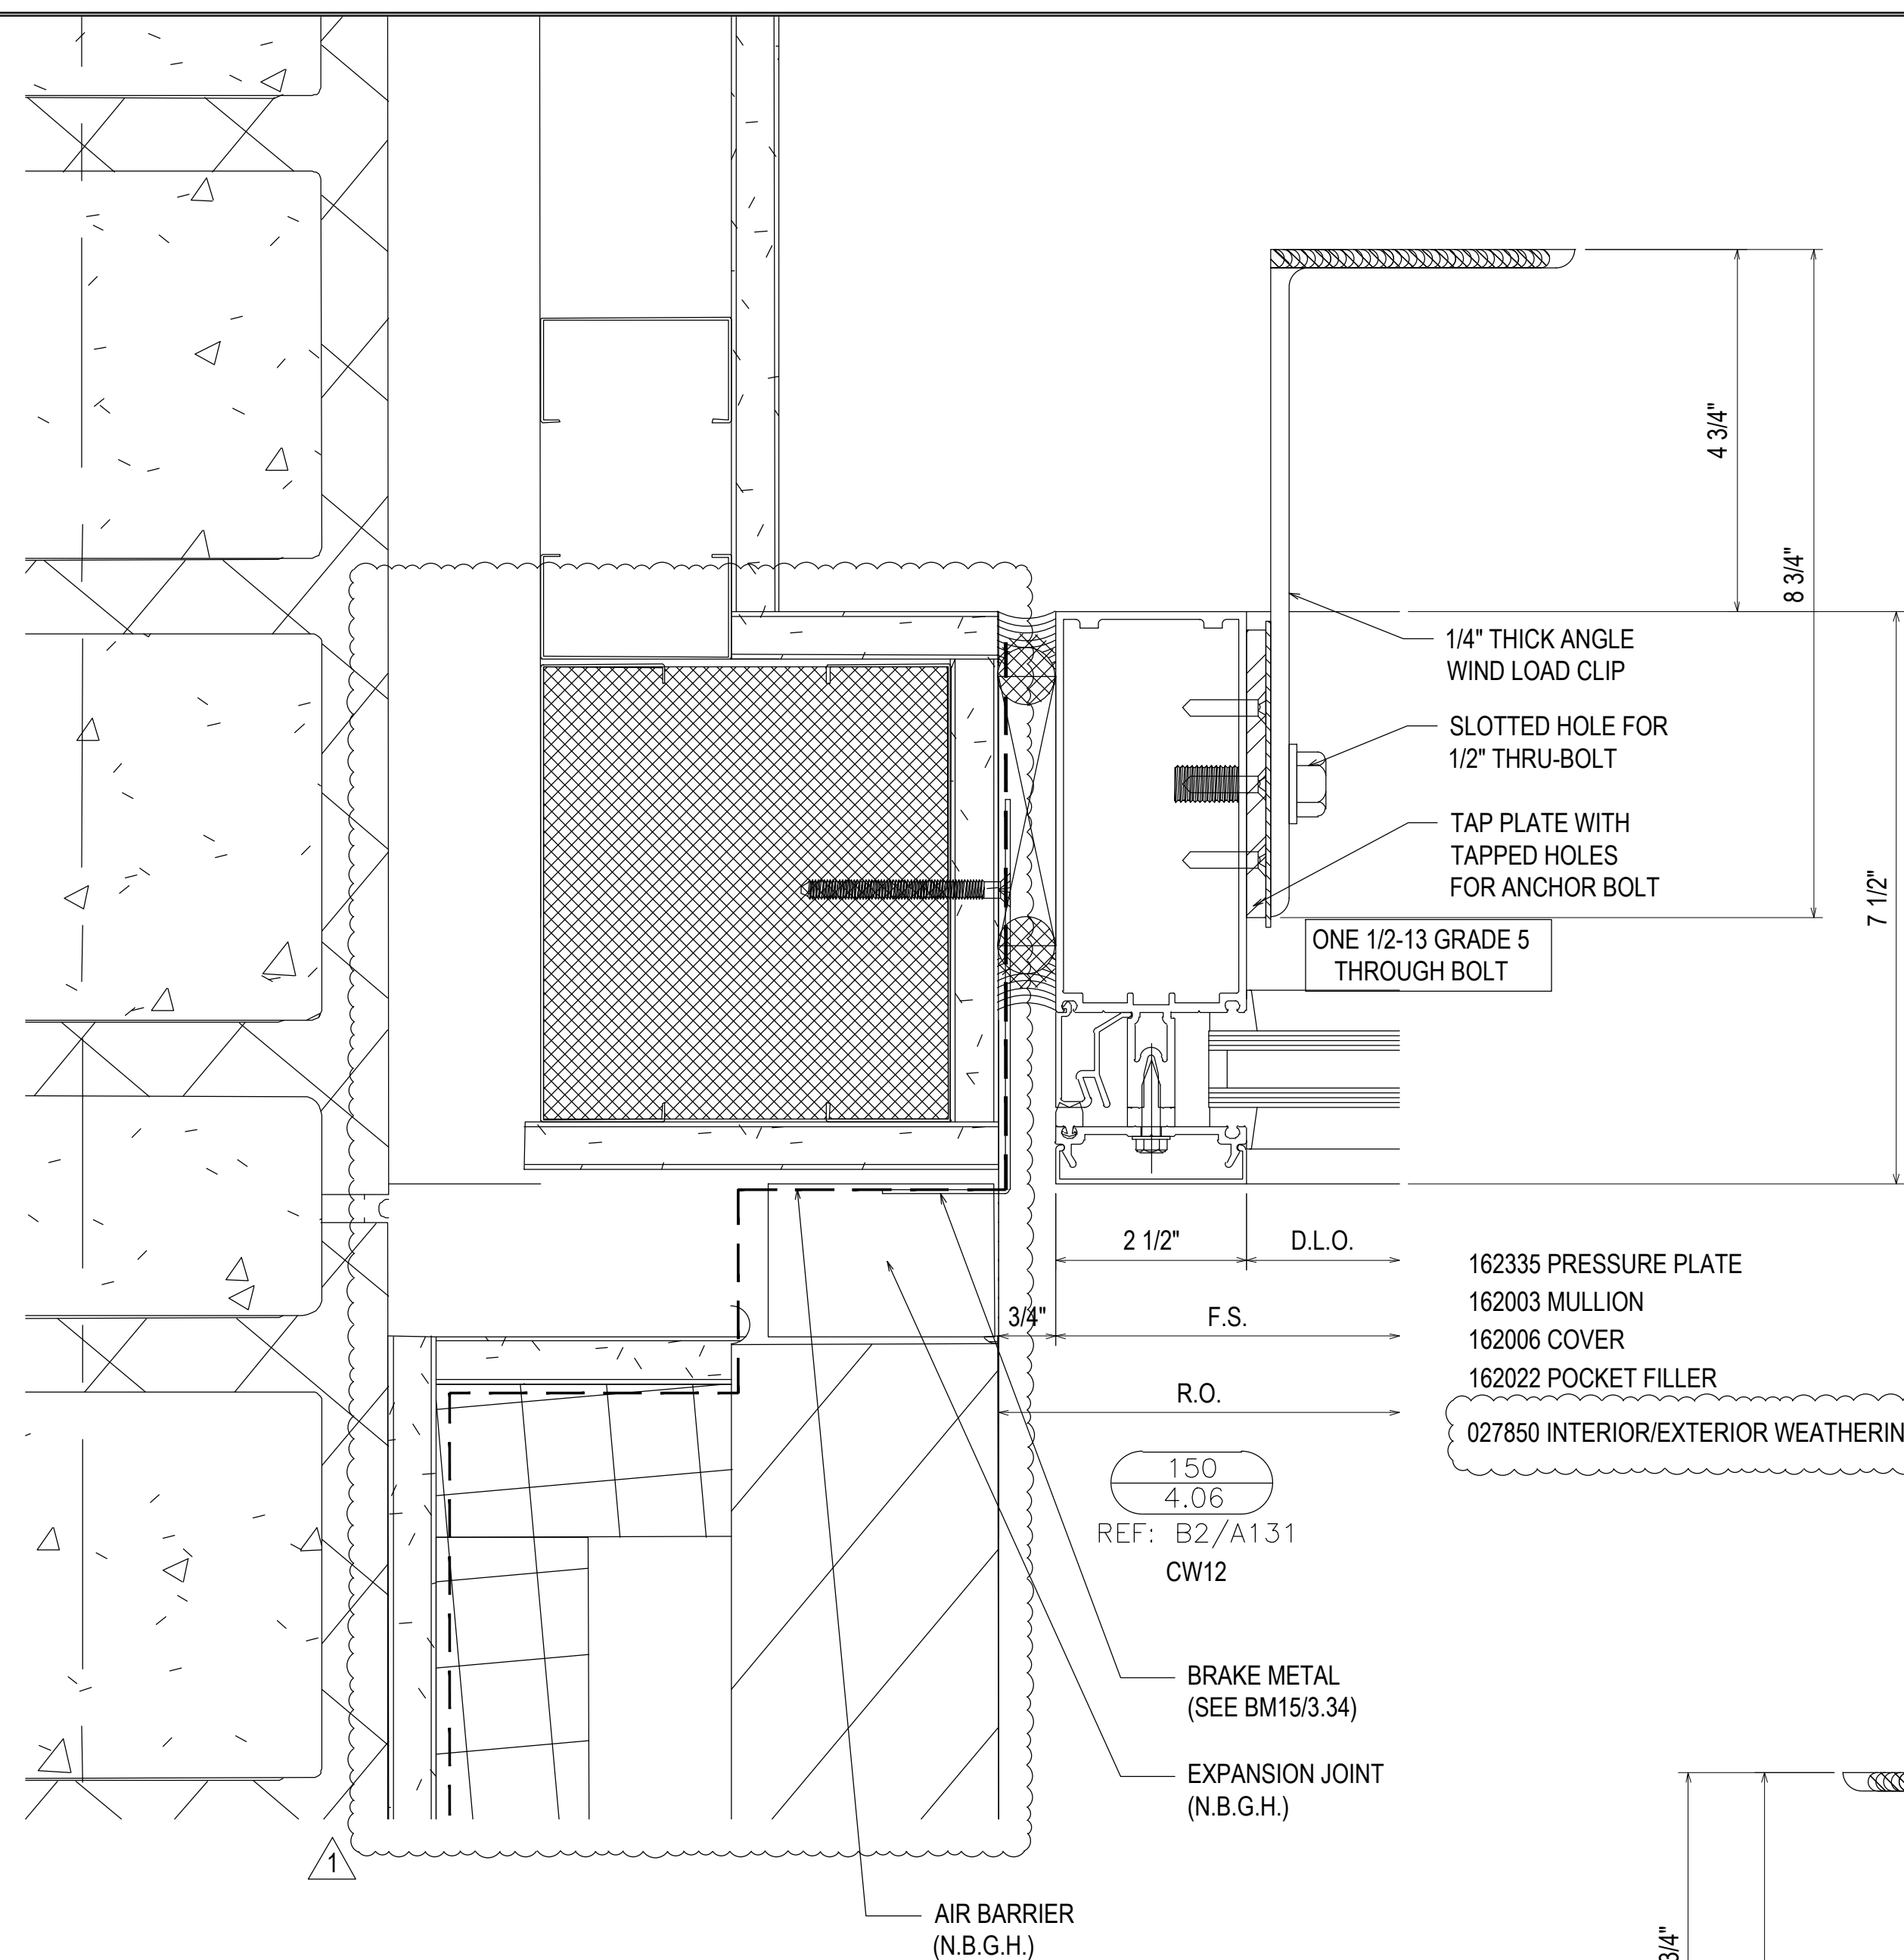 4 3/4"
8 3/4"
7 1/2"
1/4" THICK ANGLE
WIND LOAD CLIP
SLOTTED HOLE FOR
1/2" THRU-BOLT
TAP PLATE WITH
TAPPED HOLES
FOR ANCHOR BOLT
ONE 1/2-13 GRADE 5
THROUGH BOLT
2 1/2"
D.L.O.
3/4"
F.S.
R.O.
162335 PRESSURE PLATE
162003 MULLION
162006 COVER
162022 POCKET FILLER
027850 INTERIOR/EXTERIOR WEATHERIN
150
4.06
REF: B2/A131
CW12
BRAKE METAL
(SEE BM15/3.34)
EXPANSION JOINT
(N.B.G.H.)
1
AIR BARRIER
(N.B.G.H.)
3/4"